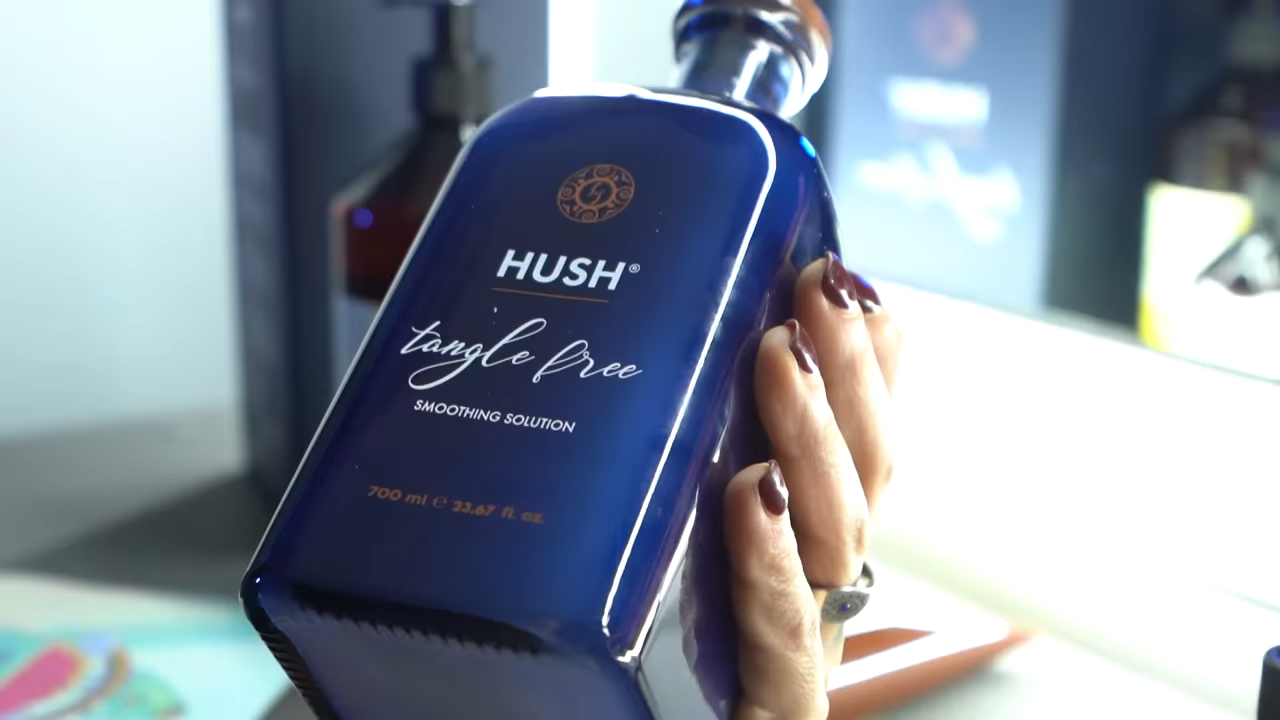 HUSH®
tangle free
SMOOTHING SOLUTION
700 ml ℮ 23.67 fl. oz.